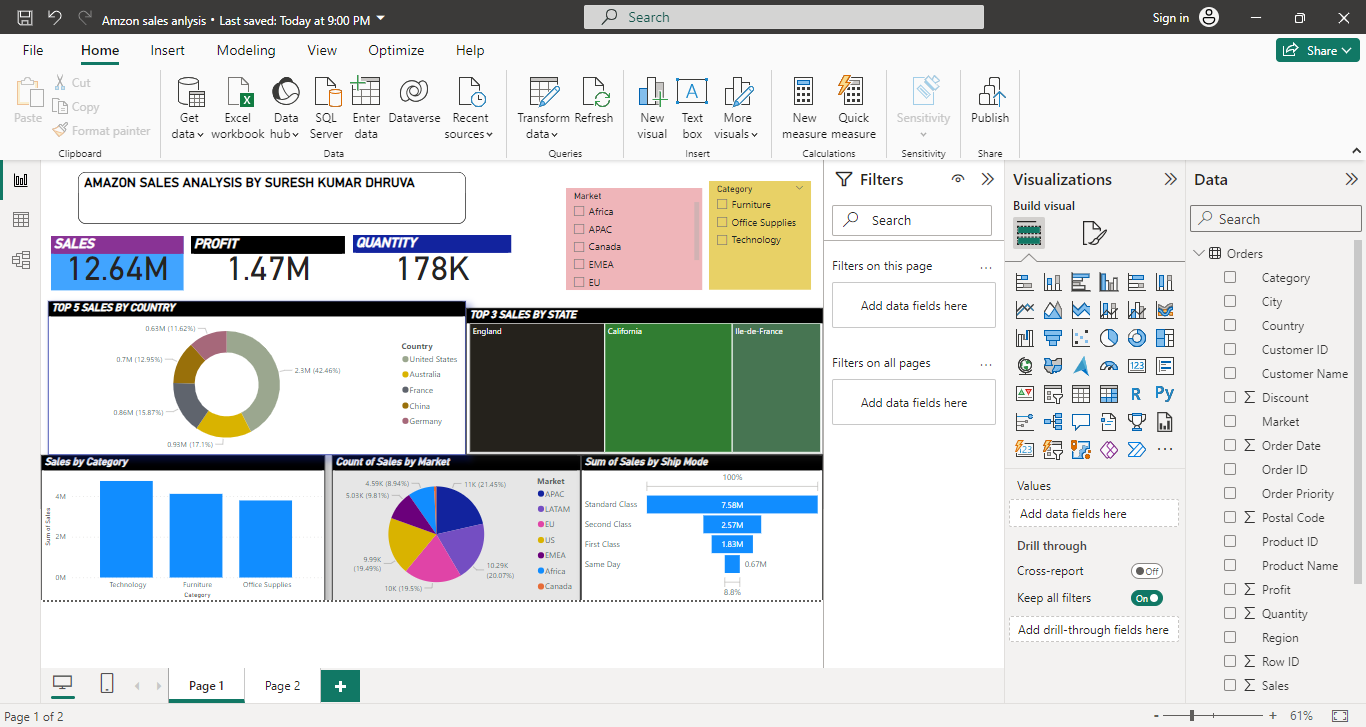 Amzon sales anlysis • Last saved: Today at 9:00 PM
Search
Sign in
File
Home
Insert
Modeling
View
Optimize
Help
Share
Paste
Cut
Copy
Format painter
Clipboard
Get data
Excel workbook
Data hub
SQL Server
Enter data
Dataverse
Recent sources
Data
Transform data
Refresh
Queries
New visual
Text box
More visuals
Insert
New measure
Quick measure
Calculations
Sensitivity
Sensitivity
Publish
Share
AMAZON SALES ANALYSIS BY SURESH KUMAR DHRUVA
SALES
12.64M
PROFIT
1.47M
QUANTITY
178K
Market
Africa
APAC
Canada
EMEA
EU
Category
Furniture
Office Supplies
Technology
TOP 5 SALES BY COUNTRY
0.63M (11.62%)
0.7M (12.95%)
0.86M (15.87%)
0.93M (17.1%)
2.3M (42.46%)
Country
United States
Australia
France
China
Germany
TOP 3 SALES BY STATE
England
California
Ile-de-France
Sales by Category
Sum of Sales
4M
2M
0M
Technology
Furniture
Office Supplies
Category
Count of Sales by Market
4.59K (8.94%)
5.03K (9.81%)
9.99K
(19.49%)
10K (19.5%)
11K (21.45%)
10.29K
(20.07%)
Market
APAC
LATAM
EU
US
EMEA
Africa
Canada
Sum of Sales by Ship Mode
100%
Standard Class
7.58M
Second Class
2.57M
First Class
1.83M
Same Day
0.67M
8.8%
Filters
Search
Filters on this page
...
Add data fields here
Filters on all pages
...
Add data fields here
Visualizations
Build visual
123
R
Py
123
...
Values
Add data fields here
Drill through
Cross-report
Off
Keep all filters
On
Add drill-through fields here
Data
Search
Orders
Category
City
Country
Customer ID
Customer Name
∑ Discount
Market
∑ Order Date
Order ID
Order Priority
∑ Postal Code
Product ID
Product Name
∑ Profit
∑ Quantity
Region
∑ Row ID
∑ Sales
Page 1
Page 2
+
Page 1 of 2
- + 61%